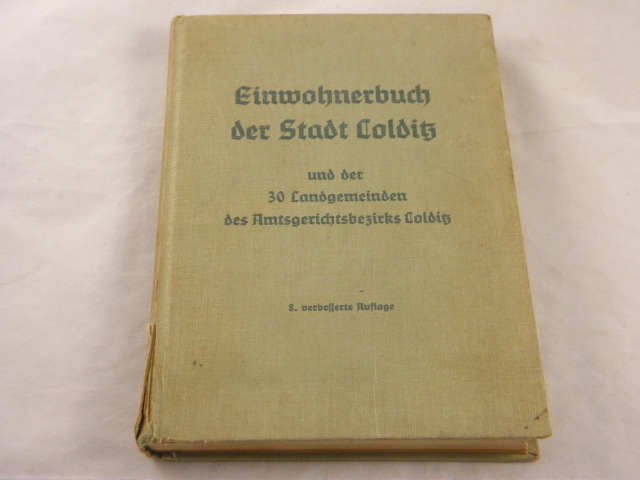 Einwohnerbuch
der Stadt Colditz
und der
30 Landgemeinden
des Amtsgerichtsbezirks Colditz
8. verbesserte Auflage